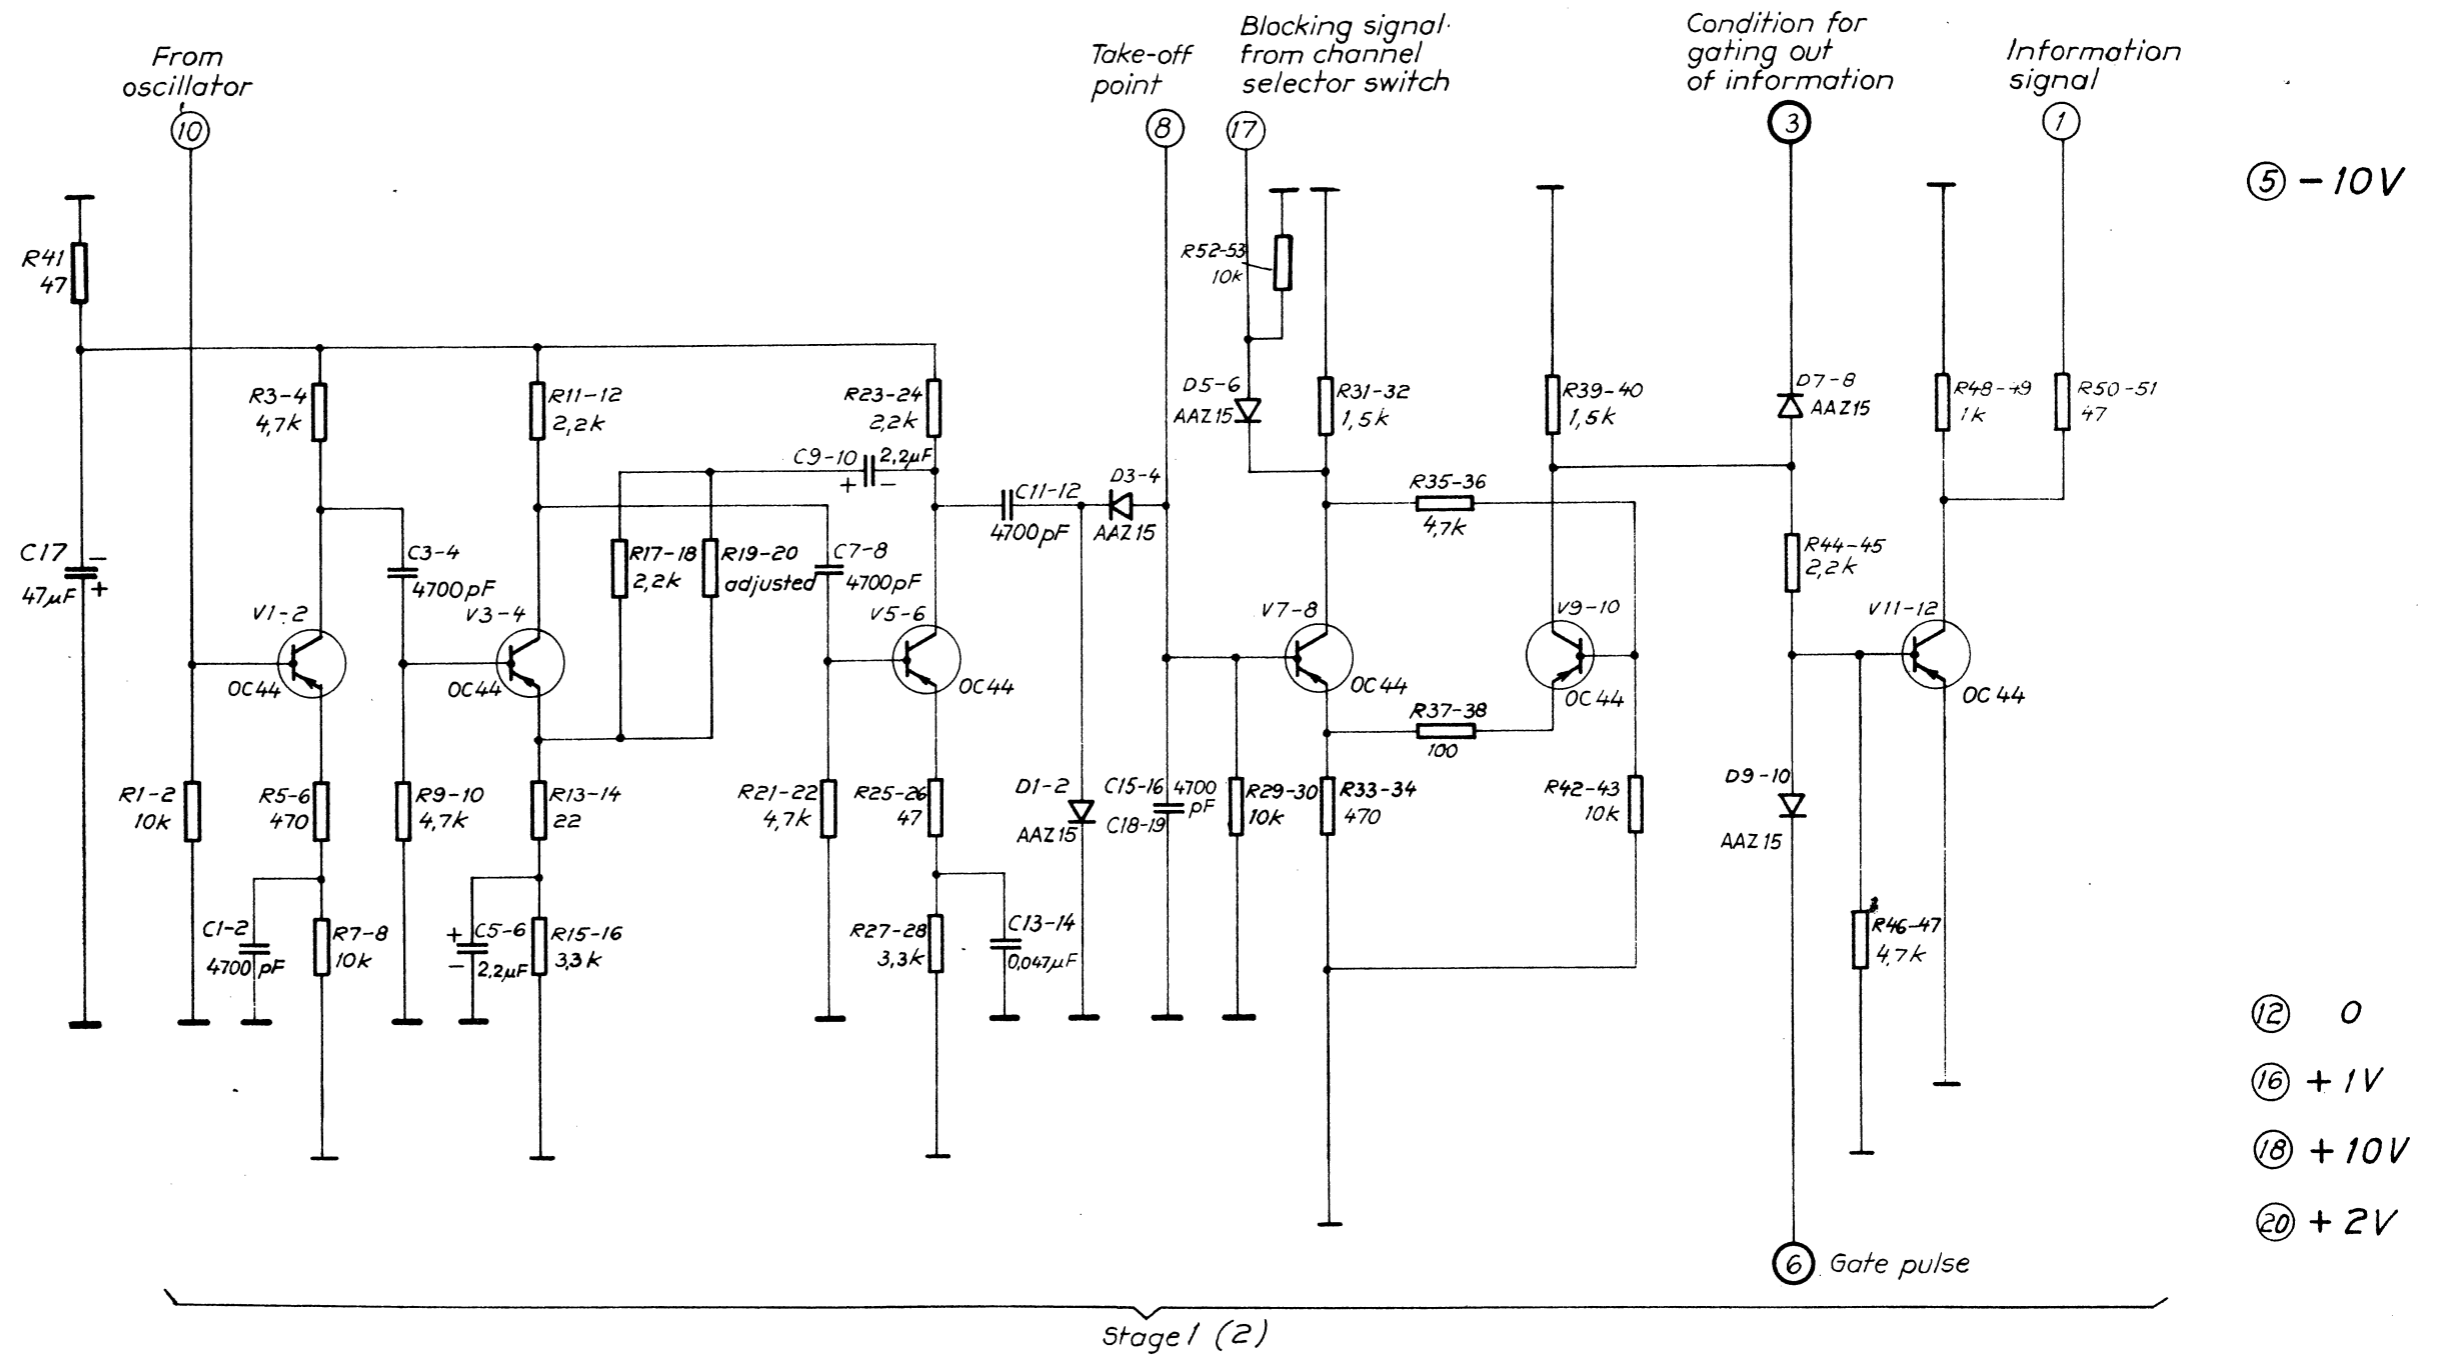 From
oscillator
10
Take-off
point
8
Blocking signal
from channel
selector switch
17
Condition for
gating out
of information
3
Information
signal
1
5 -10V
R41
47
R52-53
10k
R3-4
4,7k
R11-12
2,2k
R23-24
2,2k
D5-6
AAZ15
R31-32
1,5k
R39-40
1,5k
D7-8
AAZ15
R48-49
1k
R50-51
47
C9-10
2,2µF
+ −
C11-12
4700pF
D3-4
AAZ15
R35-36
4,7k
C17
− +
47µF
C3-4
4700pF
R17-18
2,2k
R19-20
adjusted
C7-8
4700pF
R44-45
2,2k
V1-2
OC44
V3-4
OC44
V5-6
OC44
V7-8
OC44
V9-10
OC44
V11-12
OC44
R37-38
100
R1-2
10k
R5-6
470
R9-10
4,7k
R13-14
22
R21-22
4,7k
R25-26
47
D1-2
AAZ15
C15-16
C18-19
4700
pF
R29-30
10k
R33-34
470
R42-43
10k
D9-10
AAZ15
C1-2
4700pF
R7-8
10k
+ −
C5-6
2,2µF
R15-16
3,3k
R27-28
3,3k
C13-14
0,047µF
R46-47
4,7k
12 0
16 +1V
18 +10V
20 +2V
6 Gate pulse
Stage 1 (2)